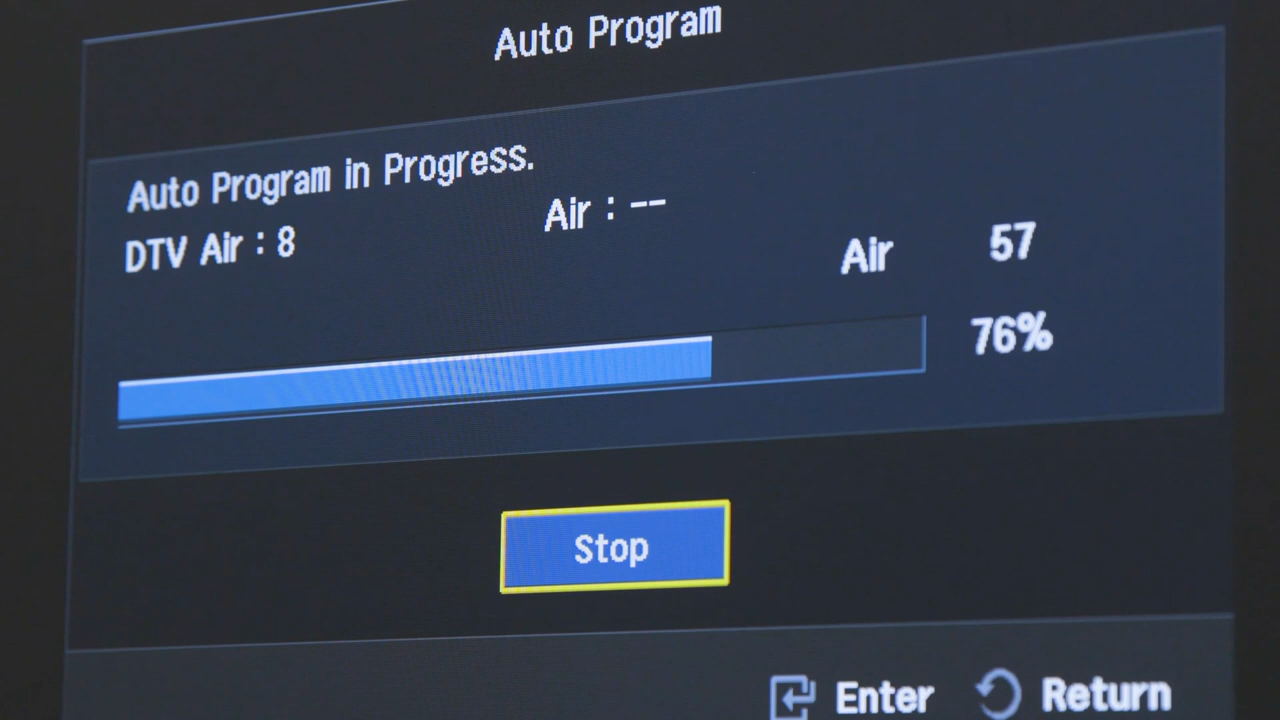 Auto Program
Auto Program in Progress.
DTV Air : 8 Air : --
Air 57
76%
Stop
Enter Return